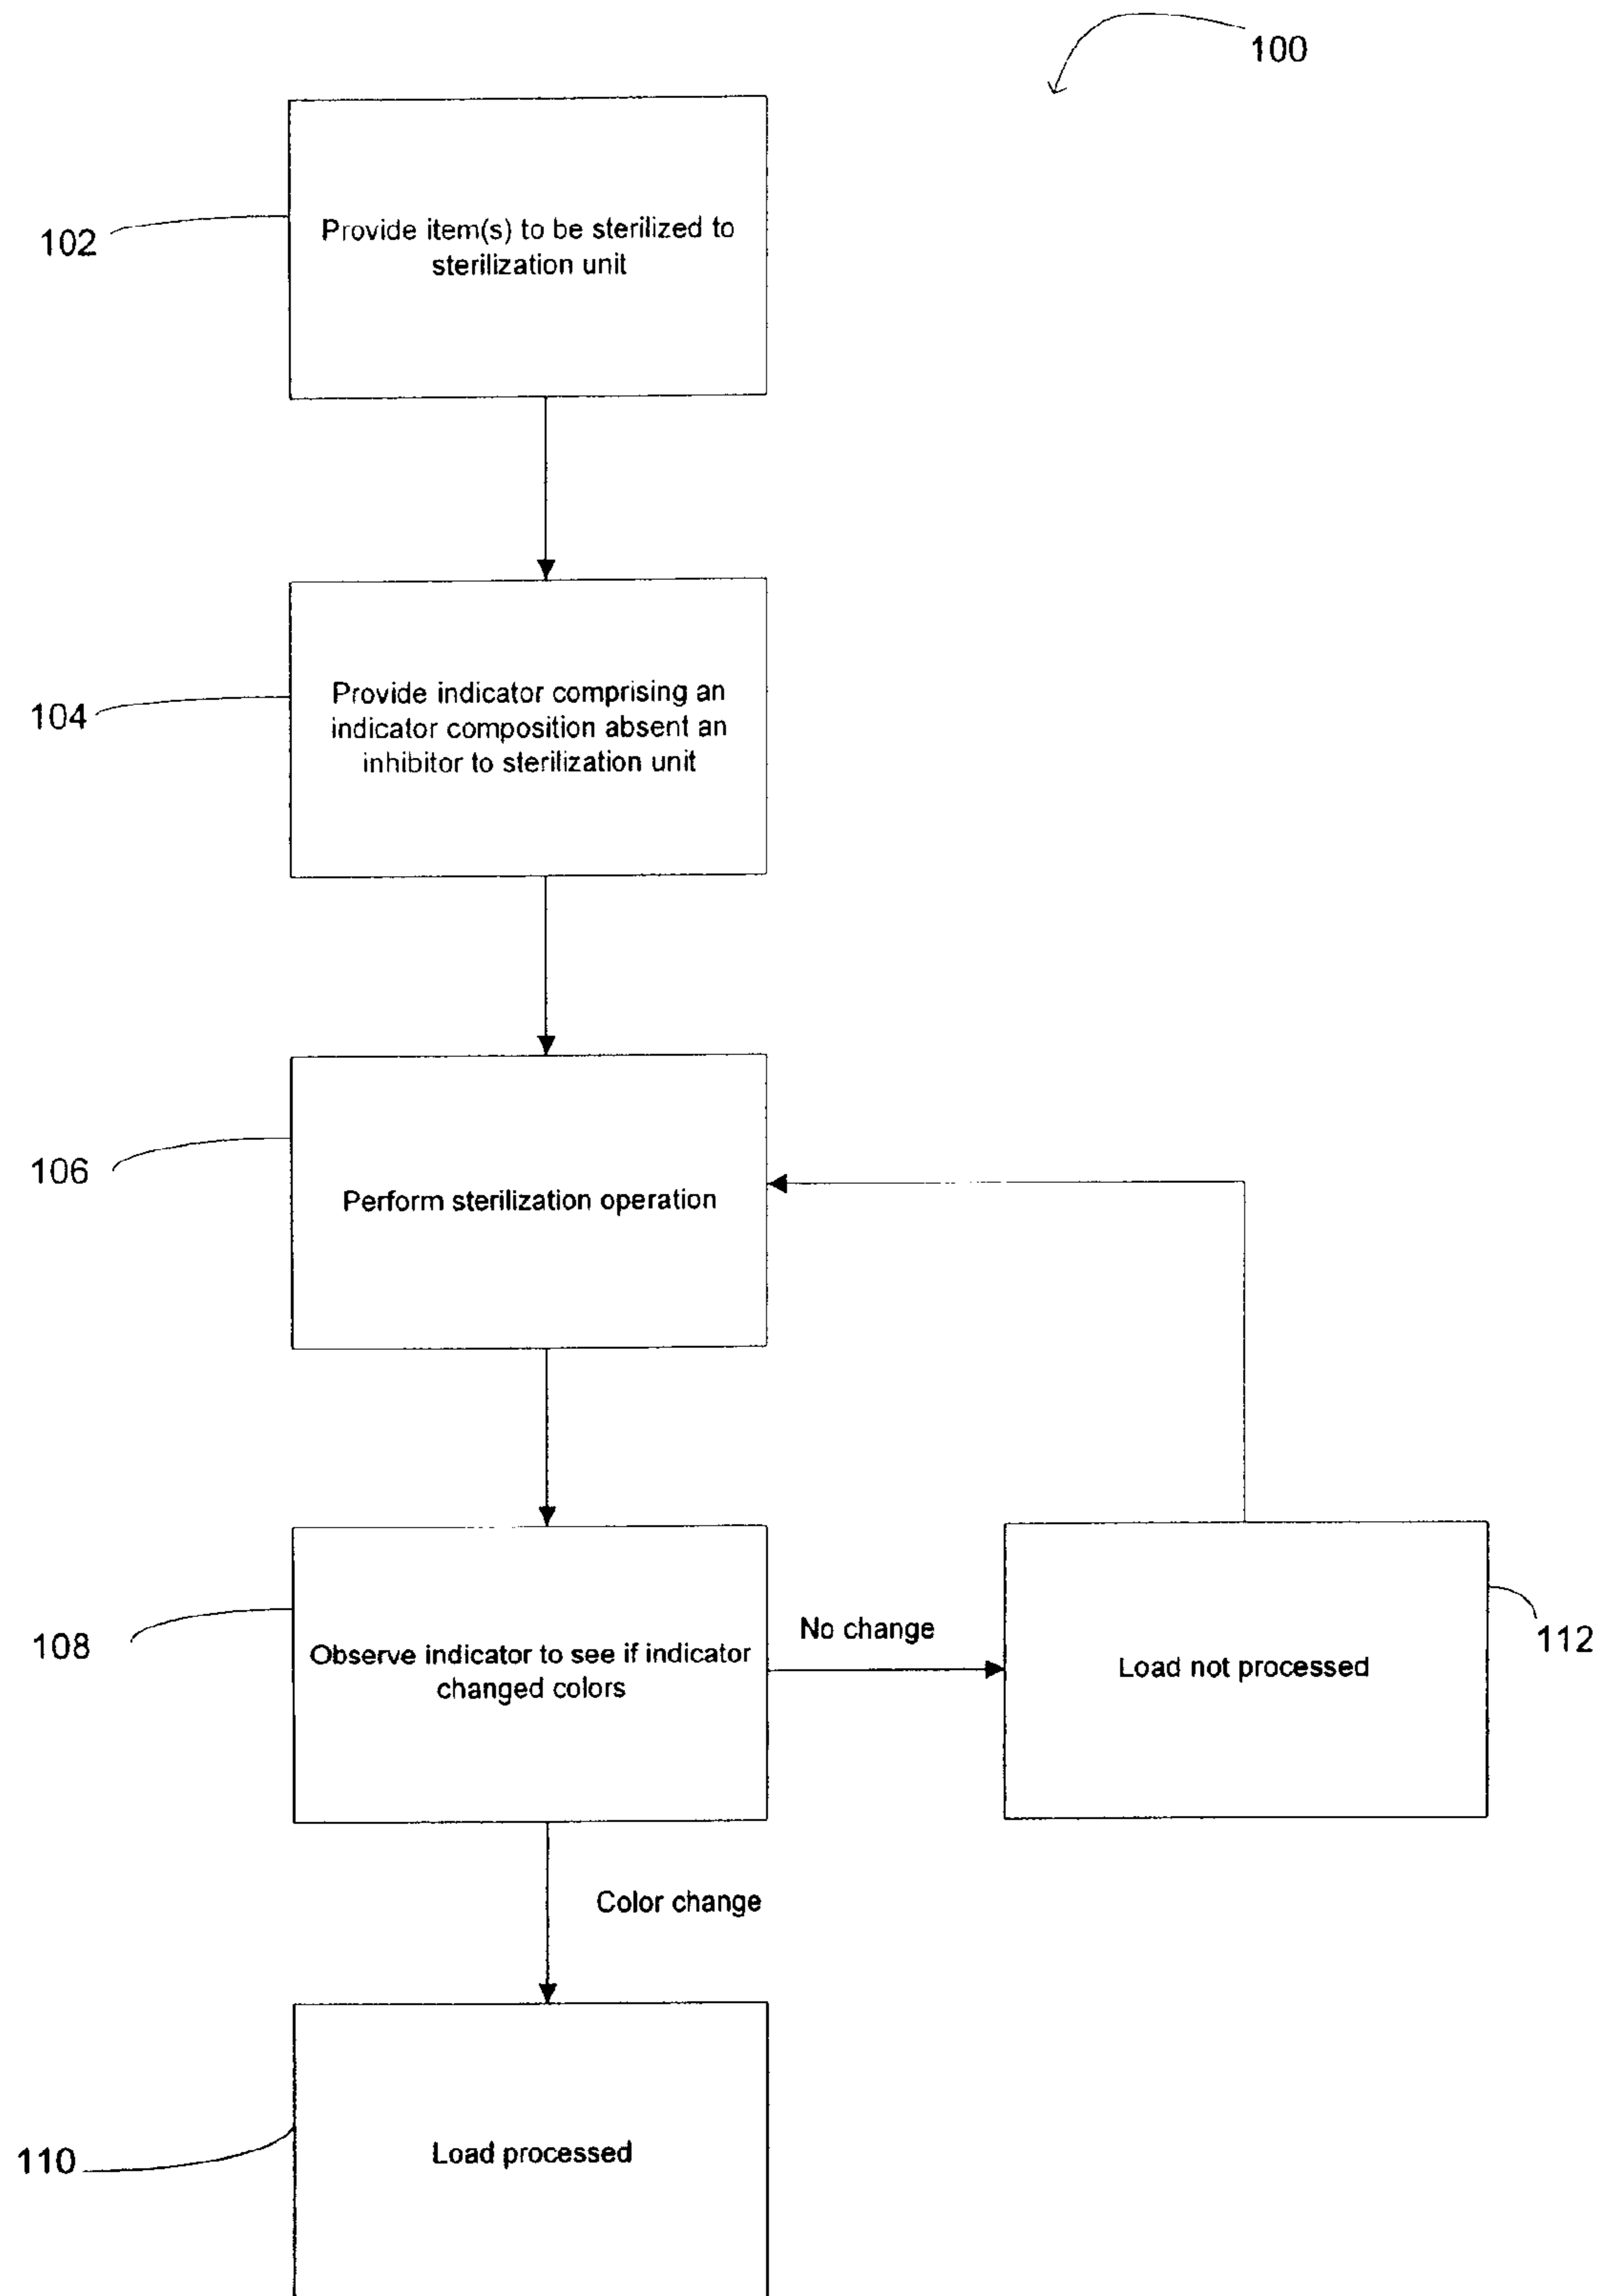 100
102
Provide item(s) to be sterilized to
sterilization unit
104
Provide indicator comprising an
indicator composition absent an
inhibitor to sterilization unit
106
Perform sterilization operation
108
Observe indicator to see if indicator
changed colors
No change
Load not processed
112
Color change
110
Load processed